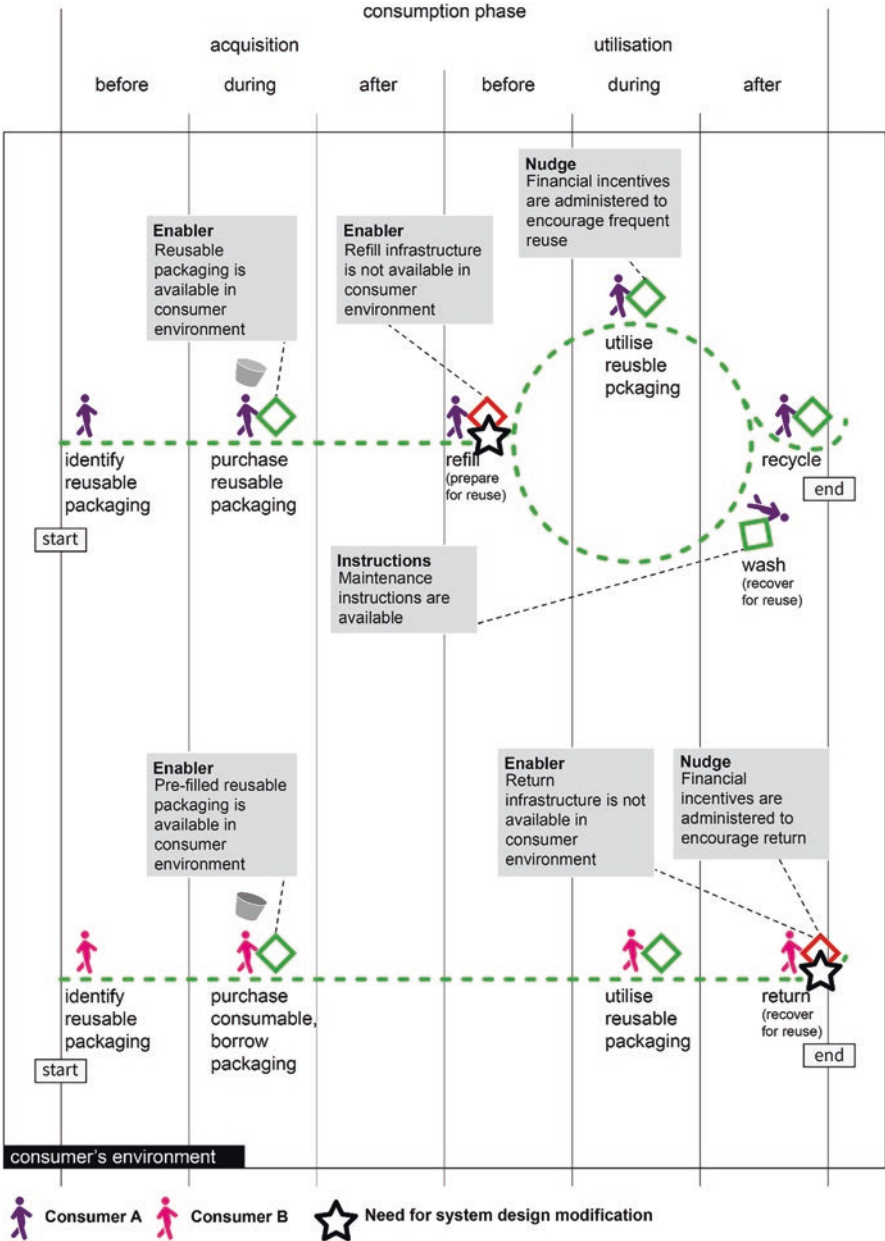 consumption phase
acquisition
utilisation
before
during
after
before
during
after
Nudge
Financial incentives
are administered to
encourage frequent
reuse
Enabler
Reusable
packaging is
available in
consumer
environment
Enabler
Refill infrastructure
is not available in
consumer
environment
utilise
reusble
pckaging
identify
reusable
packaging
purchase
reusable
packaging
refill
(prepare
for reuse)
recycle
end
start
Instructions
Maintenance
instructions are
available
wash
(recover
for reuse)
Enabler
Pre-filled reusable
packaging is
available in
consumer
environment
Enabler
Return
infrastructure is not
available in
consumer
environment
Nudge
Financial
incentives are
administered to
encourage return
identify
reusable
packaging
purchase
consumable,
borrow
packaging
utilise
reusable
packaging
return
(recover
for reuse)
start
end
consumer's environment
Consumer A
Consumer B
Need for system design modification